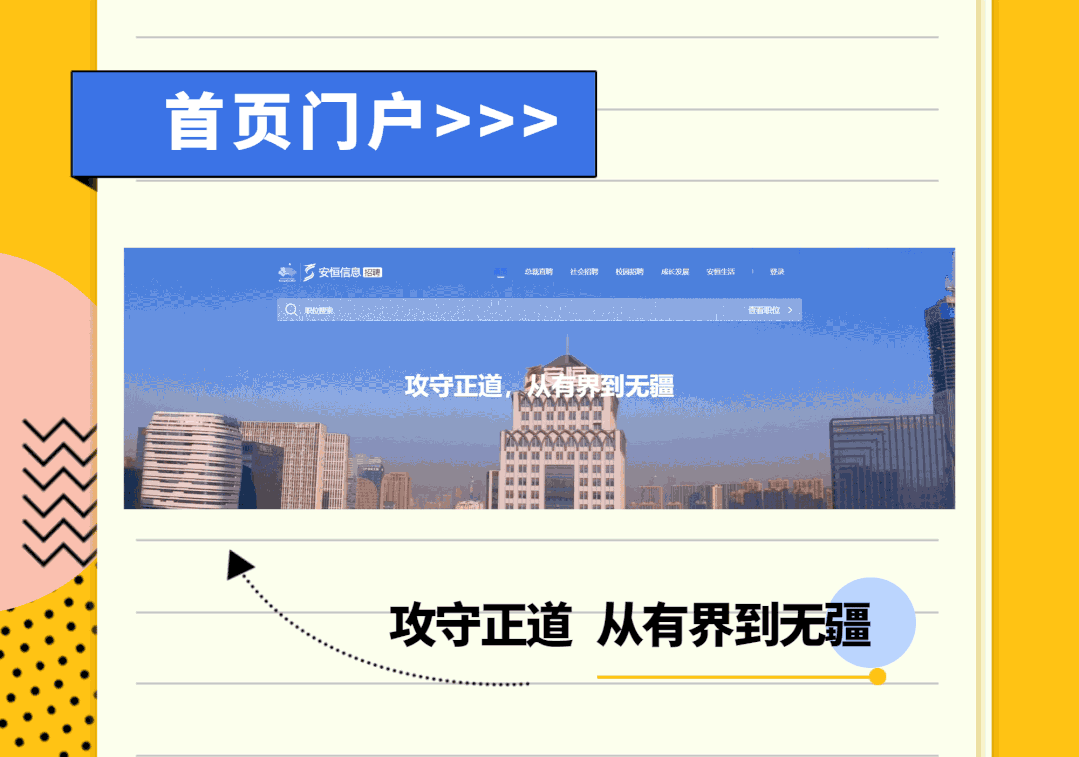 首页门户>>>
安恒信息 招聘
总裁直聘 社会招聘 校园招聘 成长发展 安恒生活 | 登录
职位搜索 查看职位 >
攻守正道，从有界到无疆
攻守正道 从有界到无疆